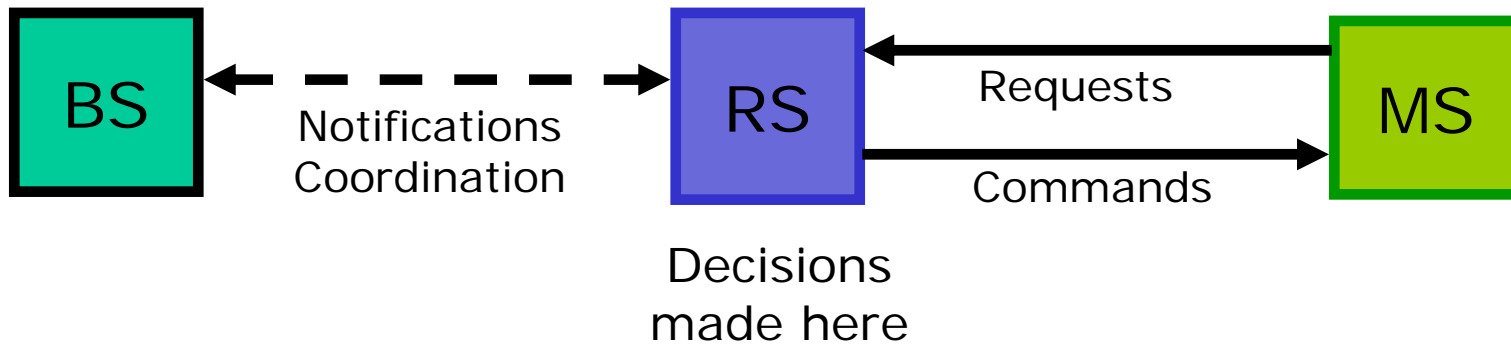 BS
Notifications
Coordination
RS
Requests
Commands
MS
Decisions
made here